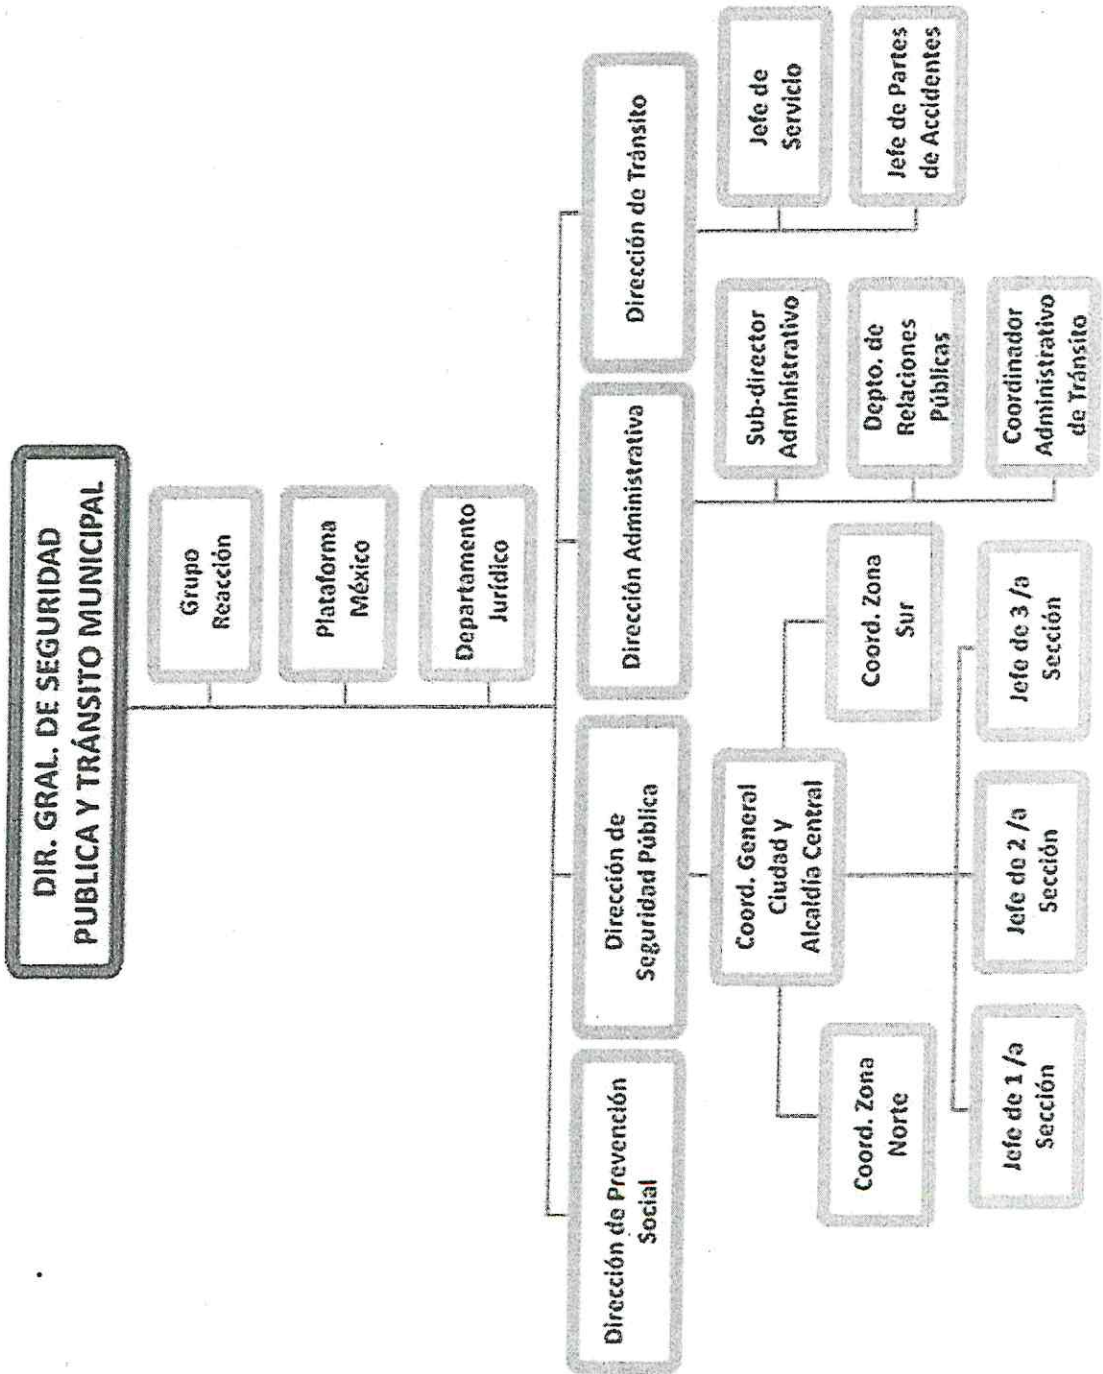 DIR. GRAL. DE SEGURIDAD
PUBLICA Y TRÁNSITO MUNICIPAL
Grupo
Reacción
Plataforma
México
Departamento
Jurídico
Dirección de Prevención
Social
Dirección de
Seguridad Pública
Dirección Administrativa
Dirección de Tránsito
Coord. General
Ciudad y
Alcaldía Central
Coord. Zona
Norte
Coord. Zona
Sur
Jefe de 1 /a
Sección
Jefe de 2 /a
Sección
Jefe de 3 /a
Sección
Sub-director
Administrativo
Depto. de
Relaciones
Públicas
Coordinador
Administrativo
de Tránsito
Jefe de
Servicio
Jefe de Partes
de Accidentes